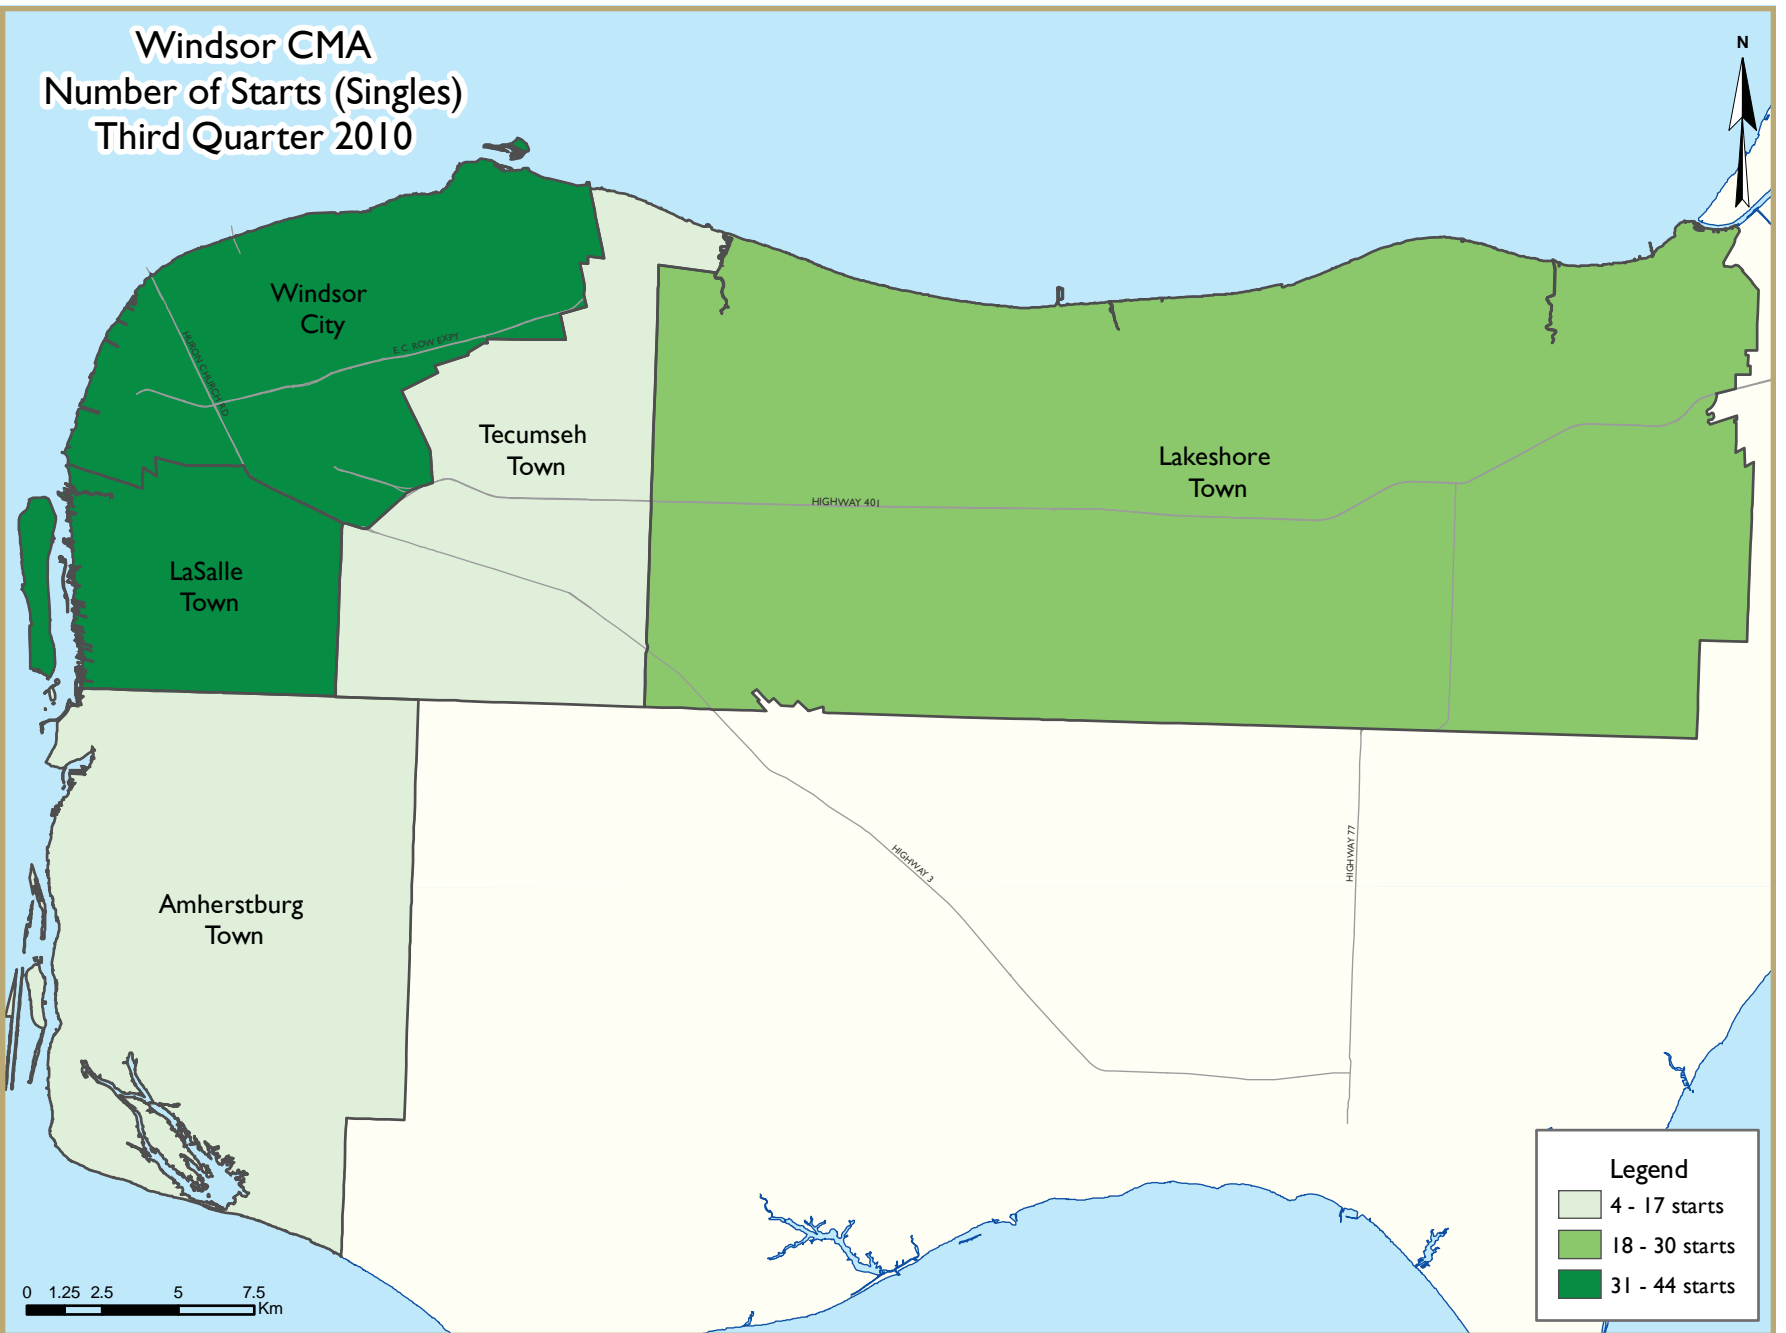 Windsor CMA
Number of Starts (Singles)
Third Quarter 2010
N
Windsor
City
HURON CHURCH RD
E.C. ROW EXPY
Tecumseh
Town
Lakeshore
Town
HIGHWAY 401
LaSalle
Town
HIGHWAY 3
HIGHWAY 77
Amherstburg
Town
Legend
4 - 17 starts
18 - 30 starts
31 - 44 starts
0 1.25 2.5 5 7.5
Km